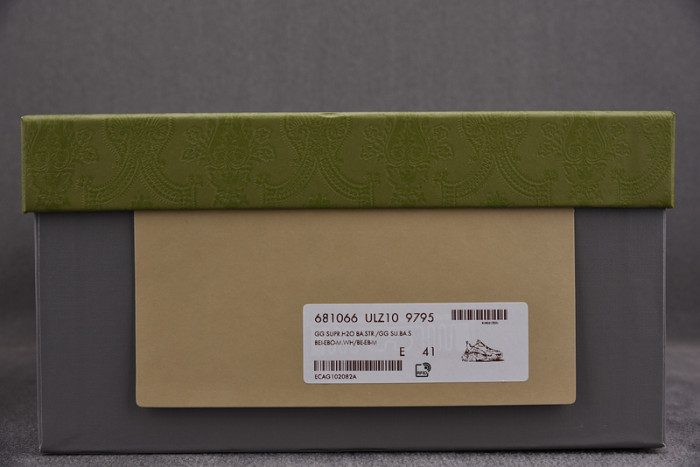 681066 ULZ10 9795
GG SUPR.H2O BA.STR./GG SU.BA.S
BEI-EBO-M.WH/BE-EB-M
E 41
ECAG102082A